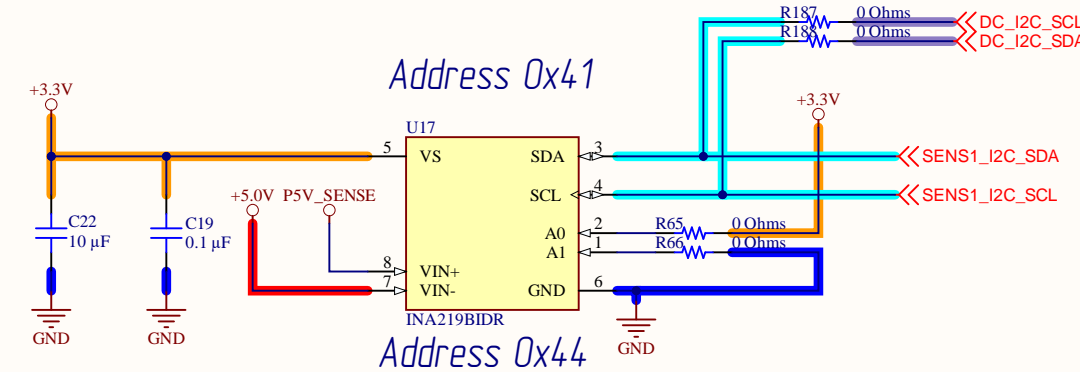 R187 0 Ohms DC_I2C_SCL
R188 0 Ohms DC_I2C_SDA
Address 0x41
+3.3V
+3.3V
U17
5 VS SDA 3 SENS1_I2C_SDA
+5.0V P5V_SENSE SCL 4 SENS1_I2C_SCL
C22 C19
10 µF 0.1 µF
A0 2 R65 0 Ohms
A1 1 R66 0 Ohms
8 VIN+
7 VIN- GND 6
INA219BIDR
GND GND GND
Address 0x44